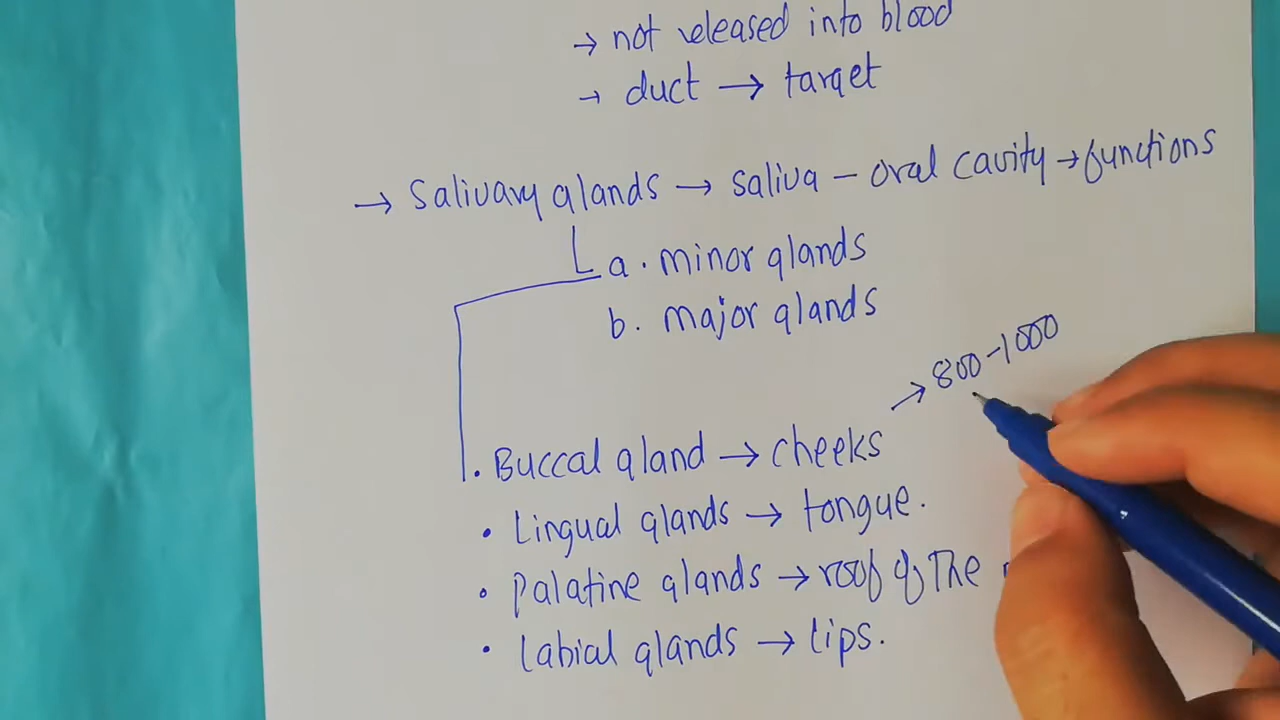 → not released into blood
→ duct → target
→ Salivary glands → saliva - oral cavity → functions
a. minor glands
b. major glands
→ 800-1000
• Buccal gland → cheeks
• Lingual glands → tongue.
• Palatine glands → roof of The
• Labial glands → lips.